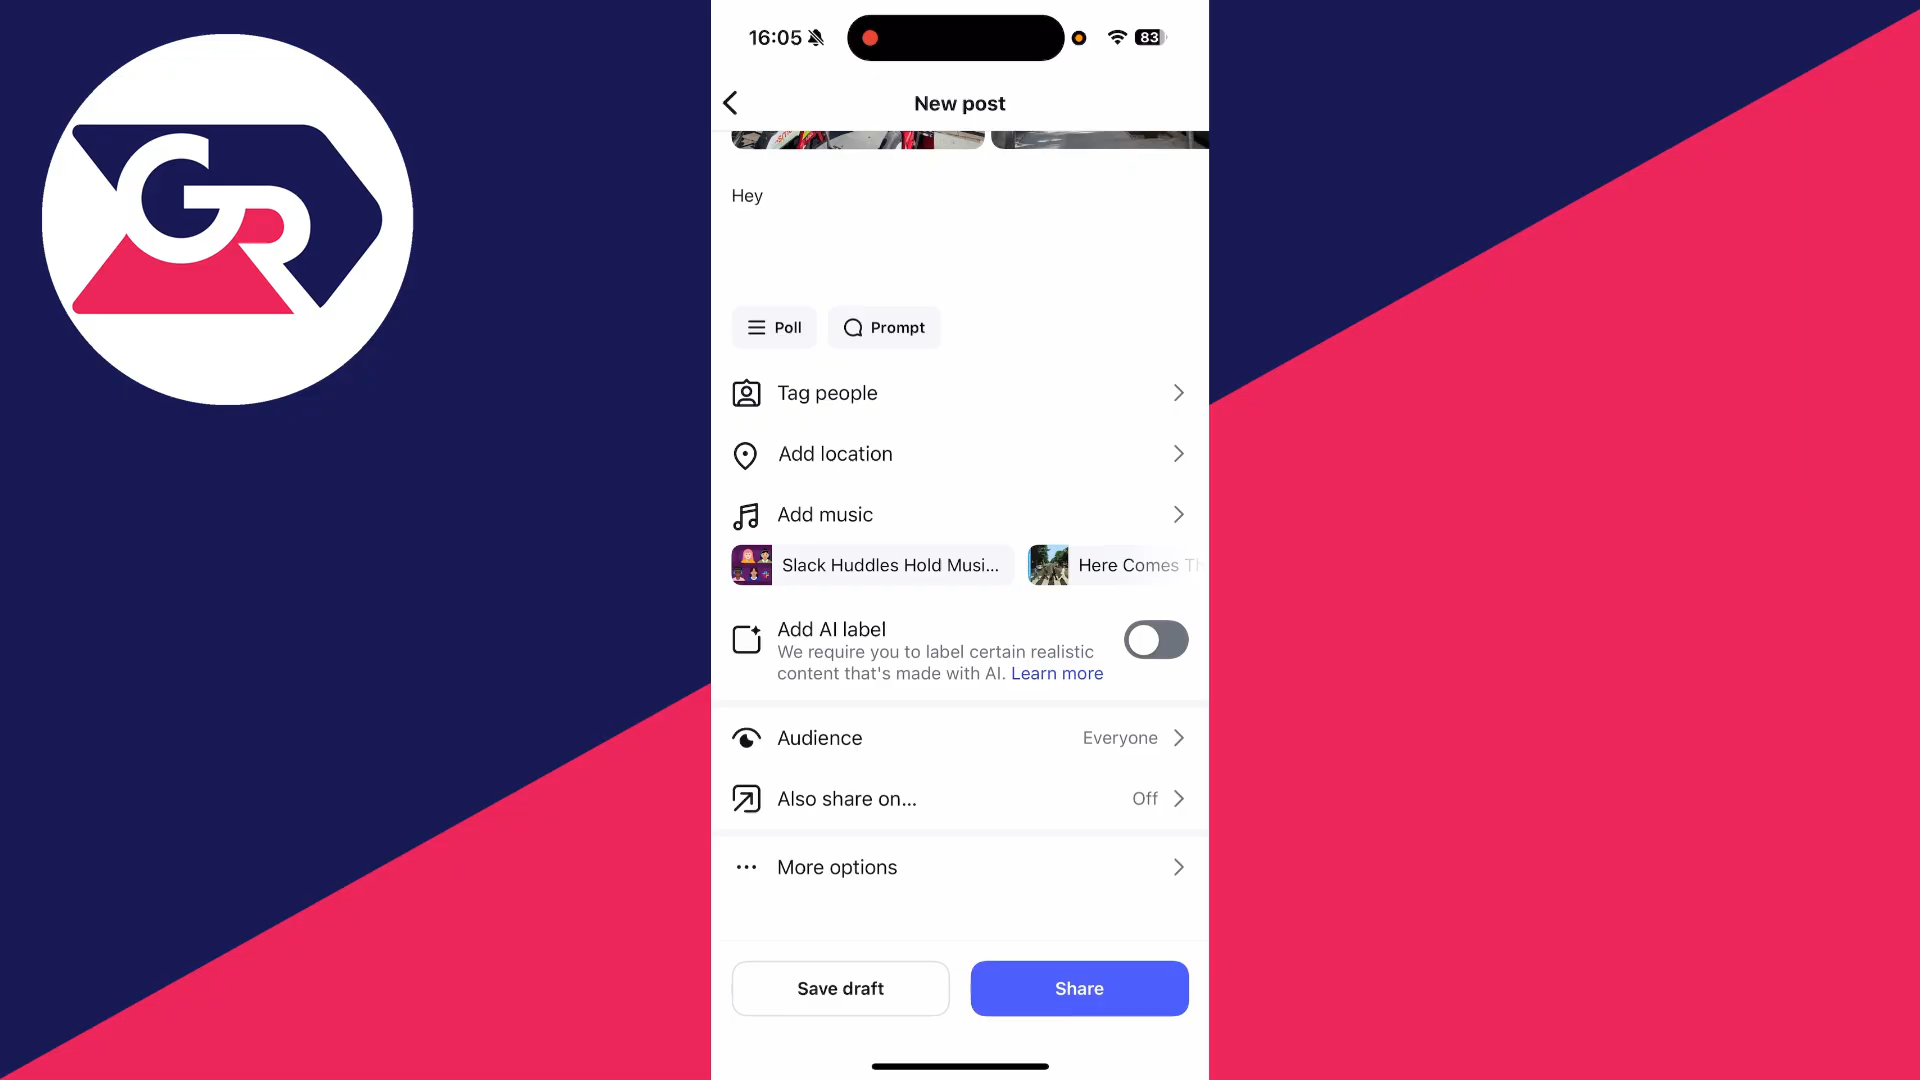 16:05
83
New post
Hey
Poll
Prompt
Tag people
Add location
Add music
Slack Huddles Hold Musi...
Here Comes Th
Add AI label
We require you to label certain realistic
content that's made with AI. Learn more
Audience
Everyone
Also share on...
Off
More options
Save draft
Share
GR